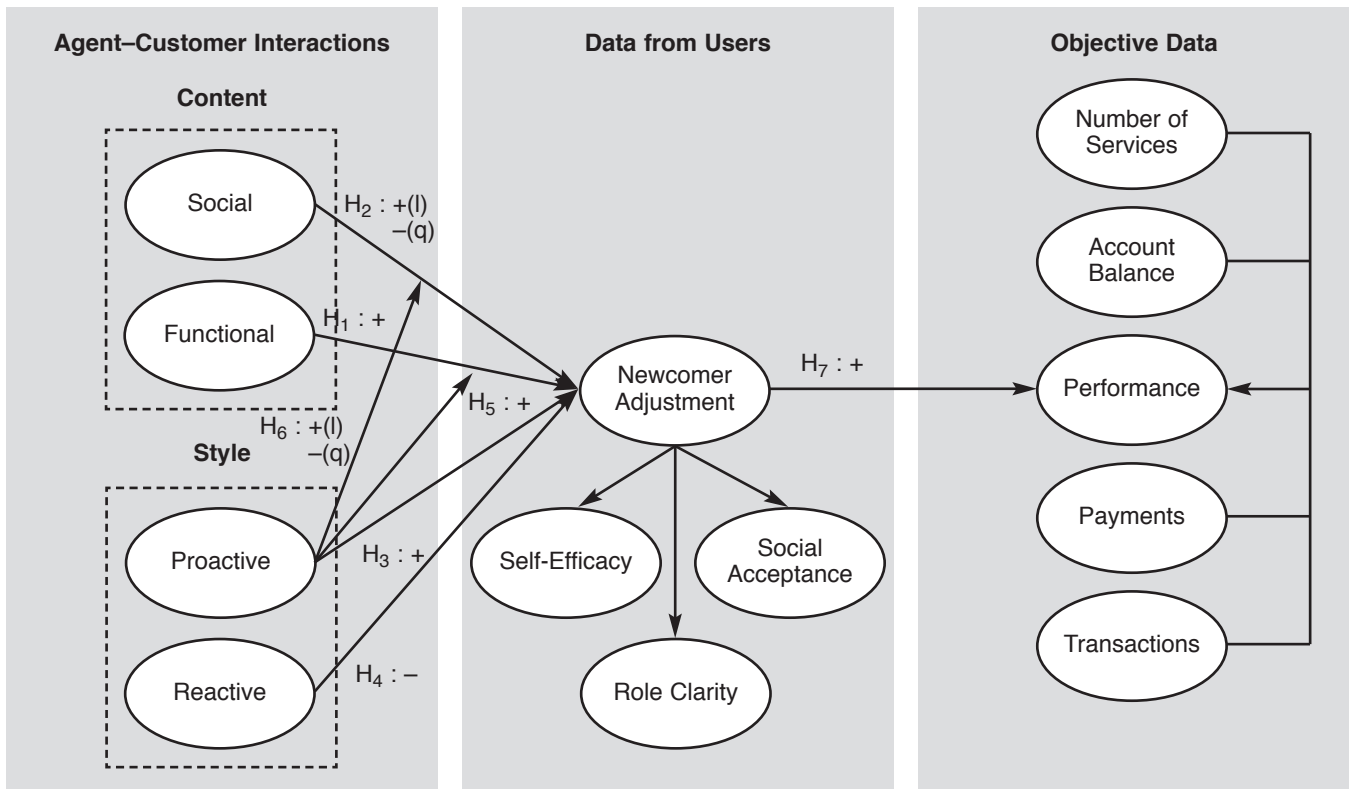 Agent–Customer Interactions
Content
Social
Functional
H2 : +(l)
–(q)
H1 : +
H6 : +(l)
–(q)
Style
Proactive
Reactive
H5 : +
H3 : +
H4 : –
Data from Users
Newcomer
Adjustment
Self-Efficacy
Social
Acceptance
Role Clarity
H7 : +
Objective Data
Number of
Services
Account
Balance
Performance
Payments
Transactions